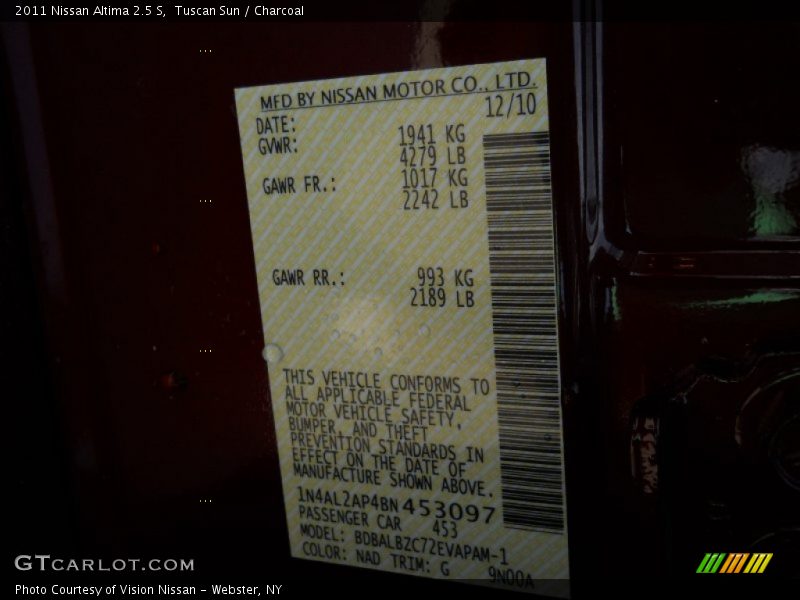 2011 Nissan Altima 2.5 S, Tuscan Sun / Charcoal
MFD BY NISSAN MOTOR CO., LTD.
DATE: 12/10
GVWR: 1941 KG
4279 LB
GAWR FR.: 1017 KG
2242 LB
GAWR RR.: 993 KG
2189 LB
THIS VEHICLE CONFORMS TO
ALL APPLICABLE FEDERAL
MOTOR VEHICLE SAFETY,
BUMPER, AND THEFT
PREVENTION STANDARDS IN
EFFECT ON THE DATE OF
MANUFACTURE SHOWN ABOVE.
1N4AL2AP4BN453097
PASSENGER CAR 453
MODEL: BDBALBZC72EVAPAM-1
COLOR: NAD TRIM: G 9N00A
GTCARLOT.COM
Photo Courtesy of Vision Nissan - Webster, NY